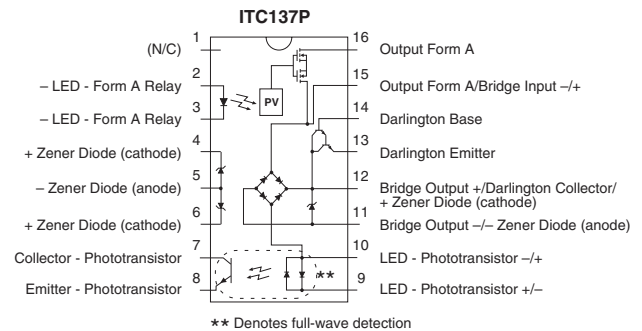 ITC137P
1
(N/C)
2
– LED - Form A Relay
3
– LED - Form A Relay
4
+ Zener Diode (cathode)
5
– Zener Diode (anode)
6
+ Zener Diode (cathode)
7
Collector - Phototransistor
8
Emitter - Phototransistor
PV
**
16
Output Form A
15
Output Form A/Bridge Input –/+
14
Darlington Base
13
Darlington Emitter
12
Bridge Output +/Darlington Collector/
+ Zener Diode (cathode)
11
Bridge Output –/– Zener Diode (anode)
10
LED - Phototransistor –/+
9
LED - Phototransistor +/–
** Denotes full-wave detection